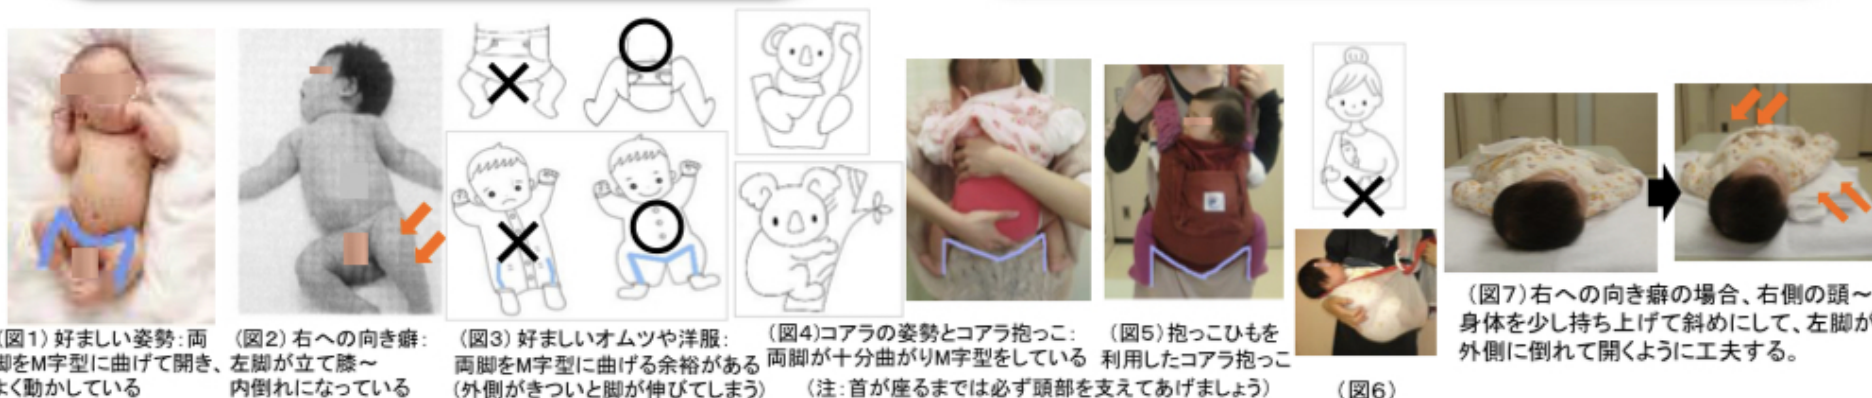 (図1) 好ましい姿勢：両
脚をM字型に曲げて開き、
よく動かしている
(図2) 右への向き癖：
左脚が立て膝～
内倒れになっている
(図3) 好ましいオムツや洋服：
両脚をM字型に曲げる余裕がある
(外側がきついと脚が伸びてしまう)
(図4)コアラの姿勢とコアラ抱っこ：
両脚が十分曲がりM字型をしている
(図5) 抱っこひもを
利用したコアラ抱っこ
(注：首が座るまでは必ず頭部を支えてあげましょう)
(図6)
(図7)右への向き癖の場合、右側の頭～
身体を少し持ち上げて斜めにして、左脚が
外側に倒れて開くように工夫する。